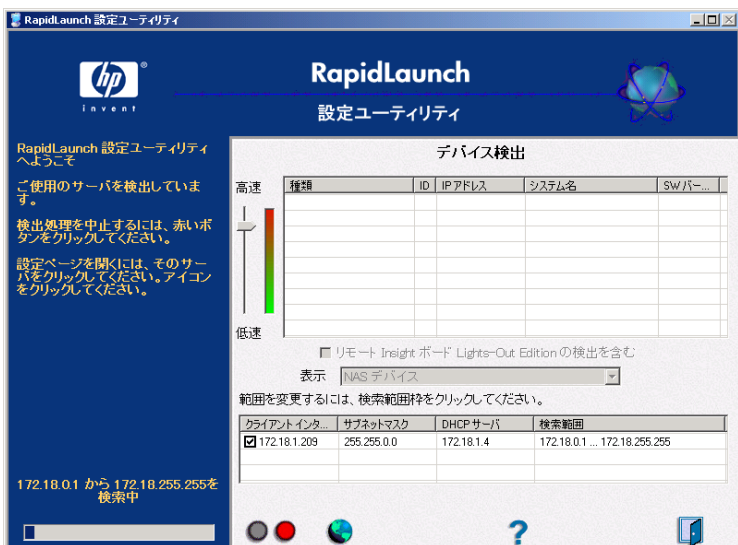 RapidLaunch 設定ユーティリティ
hp
®
invent
RapidLaunch
設定ユーティリティ
RapidLaunch 設定ユーティリティ
へようこそ
ご使用のサーバを検出していま
す。
検出処理を中止するには、赤いボ
タンをクリックしてください。
設定ページを開くには、そのサー
バをクリックしてください。アイコン
をクリックしてください。
172.18.0.1 から 172.18.255.255を
検索中
デバイス検出
高速
低速
種類 ID IPアドレス システム名 SWバー...
リモート Insight ボード Lights-Out Edition の検出を含む
表示 NAS デバイス
範囲を変更するには、検索範囲枠をクリックしてください。
クライアント インタ... サブネットマスク DHCP サーバ 検索範囲
172.18.1.209 255.255.0.0 172.18.1.4 172.18.0.1 ... 172.18.255.255
?